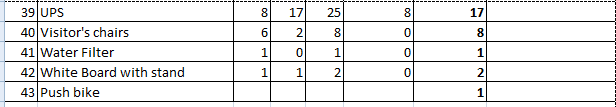 39 UPS 8 17 25 8 17
40 Visitor's chairs 6 2 8 0 8
41 Water Filter 1 0 1 0 1
42 White Board with stand 1 1 2 0 2
43 Push bike 1